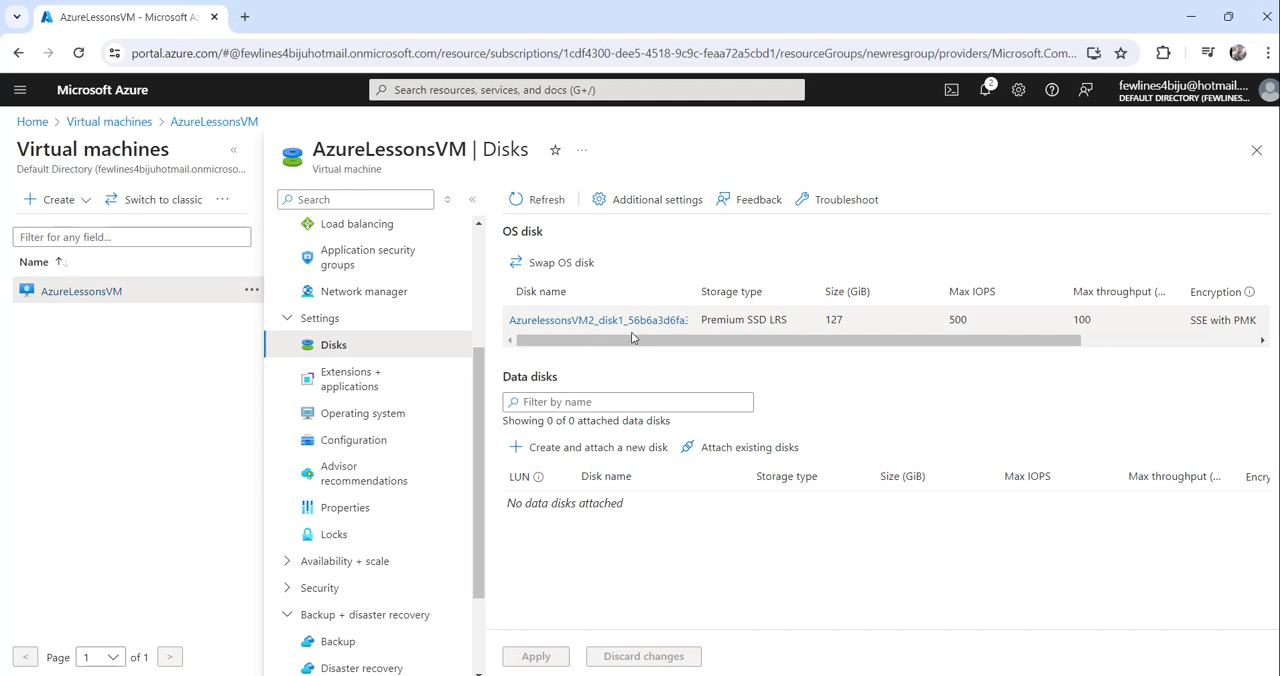 AzureLessonsVM - Microsoft Az
portal.azure.com/#@fewlines4bijuhotmail.onmicrosoft.com/resource/subscriptions/1cdf4300-dee5-4518-9c9c-feaa72a5cbd1/resourceGroups/newresgroup/providers/Microsoft.Com...
Microsoft Azure
Search resources, services, and docs (G+/)
2
fewlines4biju@hotmail....
DEFAULT DIRECTORY (FEWLINES...
Home > Virtual machines > AzureLessonsVM
Virtual machines
Default Directory (fewlines4bijuhotmail.onmicroso...
Create
Switch to classic
Filter for any field...
Name
AzureLessonsVM
Page 1 of 1
AzureLessonsVM | Disks
Virtual machine
Search
Load balancing
Application security
groups
Network manager
Settings
Disks
Extensions +
applications
Operating system
Configuration
Advisor
recommendations
Properties
Locks
Availability + scale
Security
Backup + disaster recovery
Backup
Disaster recovery
Refresh
Additional settings
Feedback
Troubleshoot
OS disk
Swap OS disk
Disk name Storage type Size (GiB) Max IOPS Max throughput (... Encryption
AzurelessonsVM2_disk1_56b6a3d6fa3 Premium SSD LRS 127 500 100 SSE with PMK
Data disks
Filter by name
Showing 0 of 0 attached data disks
Create and attach a new disk
Attach existing disks
LUN Disk name Storage type Size (GiB) Max IOPS Max throughput (... Encry
No data disks attached
Apply
Discard changes